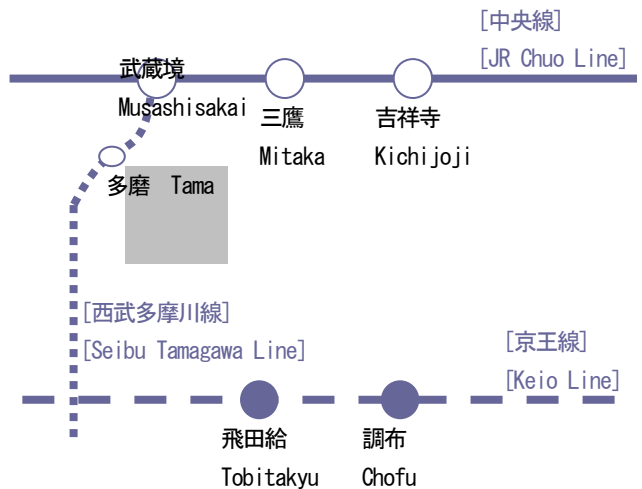 [中央線]
[JR Chuo Line]
武蔵境
Musashisakai
三鷹
Mitaka
吉祥寺
Kichijoji
多磨　Tama
[西武多摩川線]
[Seibu Tamagawa Line]
[京王線]
[Keio Line]
飛田給
Tobitakyu
調布
Chofu